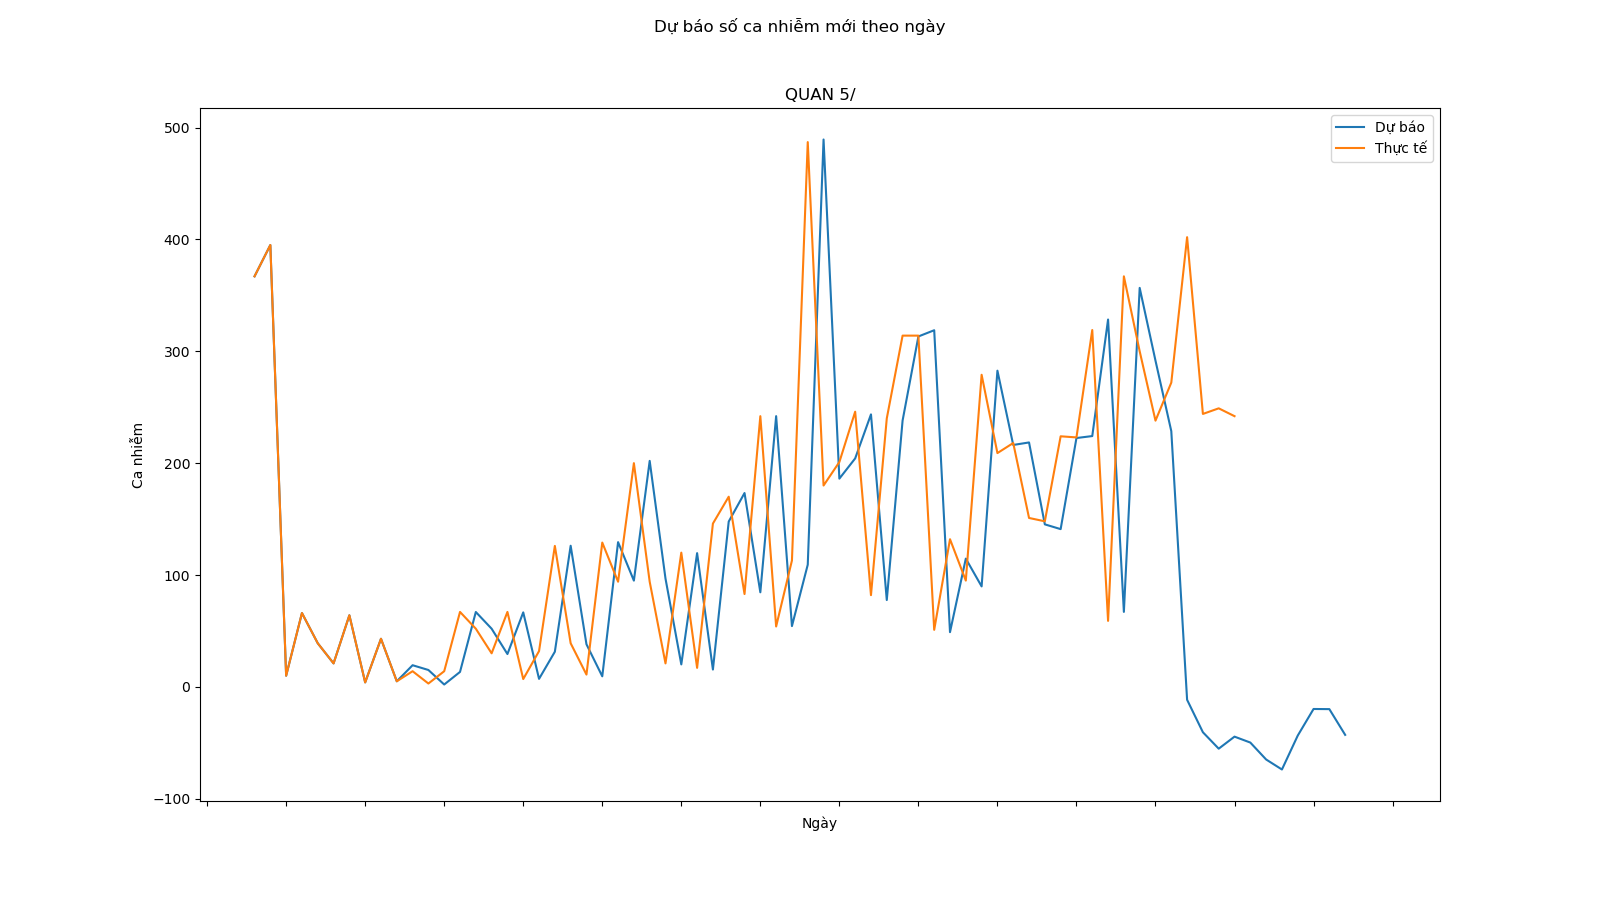 Dự báo số ca nhiễm mới theo ngày
QUAN 5/
Dự báo
Thực tế
500
400
300
200
100
0
−100
Ca nhiễm
Ngày